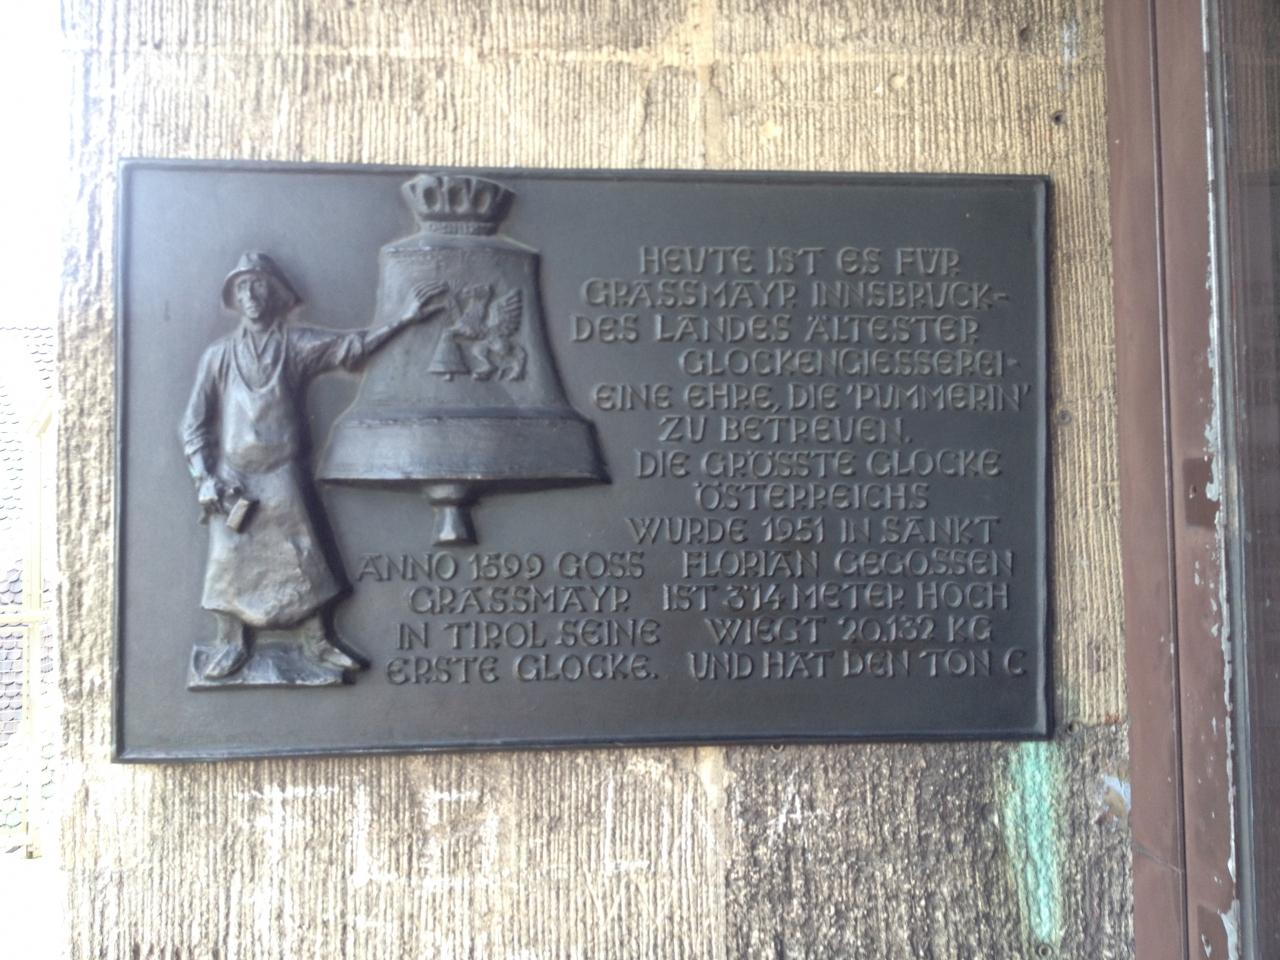 HEUTE IST ES FÜR
GRASSMAYR INNSBRUCK-
DES LANDES ÄLTESTER
GLOCKENGIESSEREI-
EINE EHRE, DIE 'PUMMERIN'
ZU BETREUEN.
DIE GRÖSSTE GLOCKE
ÖSTERREICHS
WURDE 1951 IN SANKT
FLORIAN GEGOSSEN
IST 3'14 METER HOCH
WIEGT 20.132 KG
UND HAT DEN TON C
ANNO 1599 GOSS
GRASSMAYR
IN TIROL SEINE
ERSTE GLOCKE.